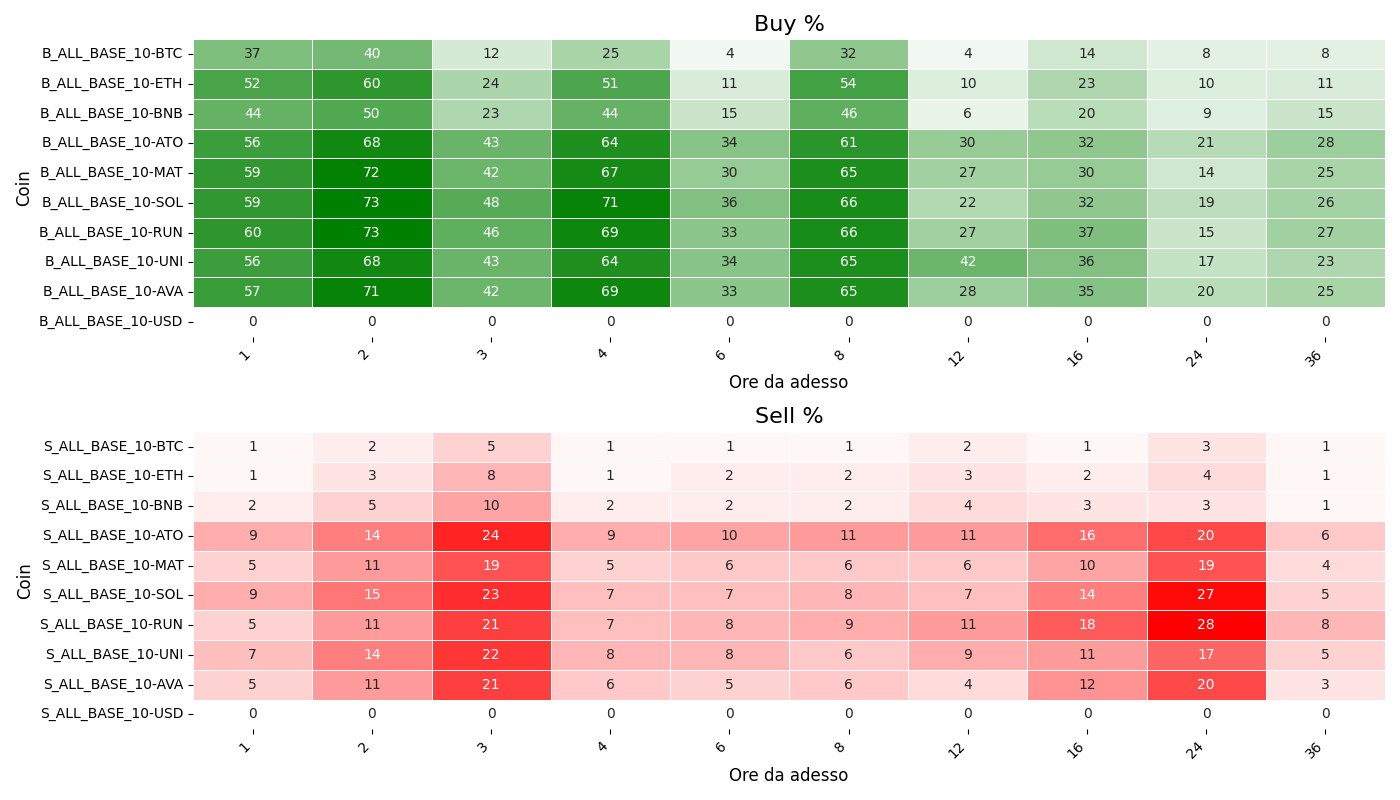 Buy %
Coin
B_ALL_BASE_10-BTC 37 40 12 25 4 32 4 14 8 8
B_ALL_BASE_10-ETH 52 60 24 51 11 54 10 23 10 11
B_ALL_BASE_10-BNB 44 50 23 44 15 46 6 20 9 15
B_ALL_BASE_10-ATO 56 68 43 64 34 61 30 32 21 28
B_ALL_BASE_10-MAT 59 72 42 67 30 65 27 30 14 25
B_ALL_BASE_10-SOL 59 73 48 71 36 66 22 32 19 26
B_ALL_BASE_10-RUN 60 73 46 69 33 66 27 37 15 27
B_ALL_BASE_10-UNI 56 68 43 64 34 65 42 36 17 23
B_ALL_BASE_10-AVA 57 71 42 69 33 65 28 35 20 25
B_ALL_BASE_10-USD 0 0 0 0 0 0 0 0 0 0
1 2 3 4 6 8 12 16 24 36
Ore da adesso
Sell %
Coin
S_ALL_BASE_10-BTC 1 2 5 1 1 1 2 1 3 1
S_ALL_BASE_10-ETH 1 3 8 1 2 2 3 2 4 1
S_ALL_BASE_10-BNB 2 5 10 2 2 2 4 3 3 1
S_ALL_BASE_10-ATO 9 14 24 9 10 11 11 16 20 6
S_ALL_BASE_10-MAT 5 11 19 5 6 6 6 10 19 4
S_ALL_BASE_10-SOL 9 15 23 7 7 8 7 14 27 5
S_ALL_BASE_10-RUN 5 11 21 7 8 9 11 18 28 8
S_ALL_BASE_10-UNI 7 14 22 8 8 6 9 11 17 5
S_ALL_BASE_10-AVA 5 11 21 6 5 6 4 12 20 3
S_ALL_BASE_10-USD 0 0 0 0 0 0 0 0 0 0
1 2 3 4 6 8 12 16 24 36
Ore da adesso